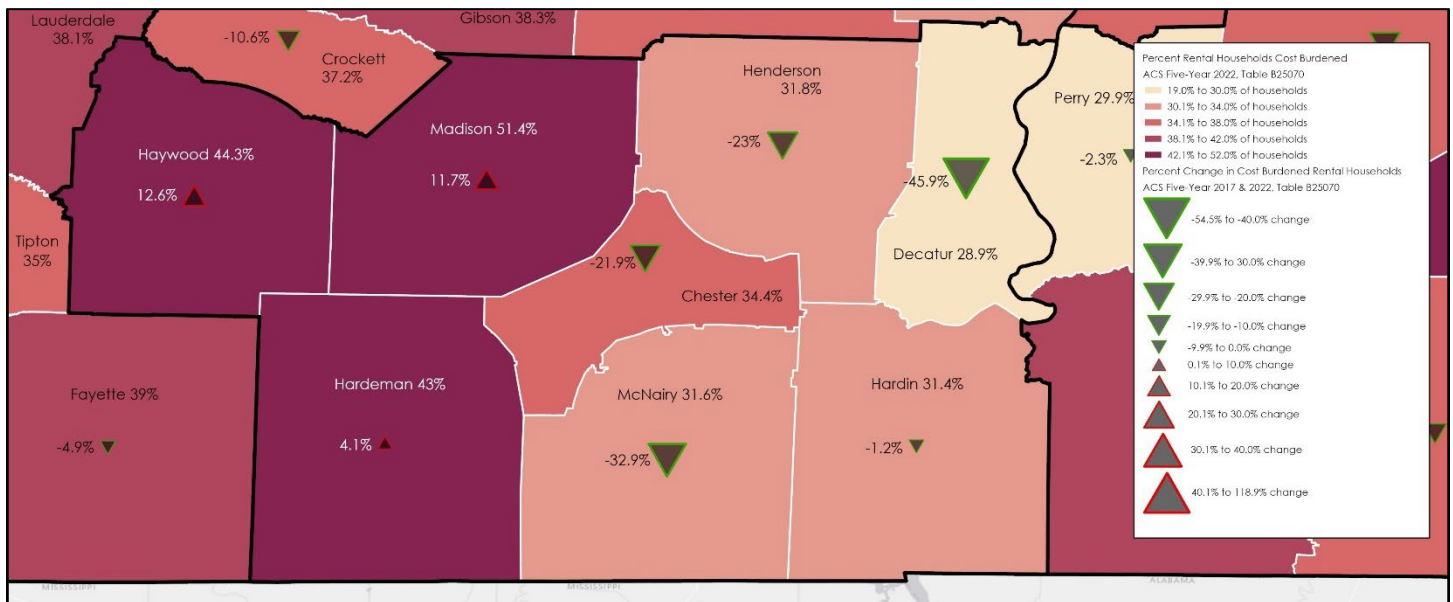 Lauderdale
38.1%
-10.6%
Crockett
37.2%
Gibson 38.3%
Henderson
31.8%
-23%
Haywood 44.3%
12.6%
Madison 51.4%
11.7%
Perry 29.9%
-2.3%
-45.9%
Decatur 28.9%
Tipton
35%
-21.9%
Chester 34.4%
Fayette 39%
-4.9%
Hardeman 43%
4.1%
McNairy 31.6%
-32.9%
Hardin 31.4%
-1.2%
Percent Rental Households Cost Burdened
ACS Five-Year 2022, Table B25070
19.0% to 30.0% of households
30.1% to 34.0% of households
34.1% to 38.0% of households
38.1% to 42.0% of households
42.1% to 52.0% of households
Percent Change in Cost Burdened Rental Households
ACS Five-Year 2017 & 2022, Table B25070
-54.5% to -40.0% change
-39.9% to 30.0% change
-29.9% to -20.0% change
-19.9% to -10.0% change
-9.9% to 0.0% change
0.1% to 10.0% change
10.1% to 20.0% change
20.1% to 30.0% change
30.1% to 40.0% change
40.1% to 118.9% change
MISSISSIPPI
MISSISSIPPI
ALABAMA